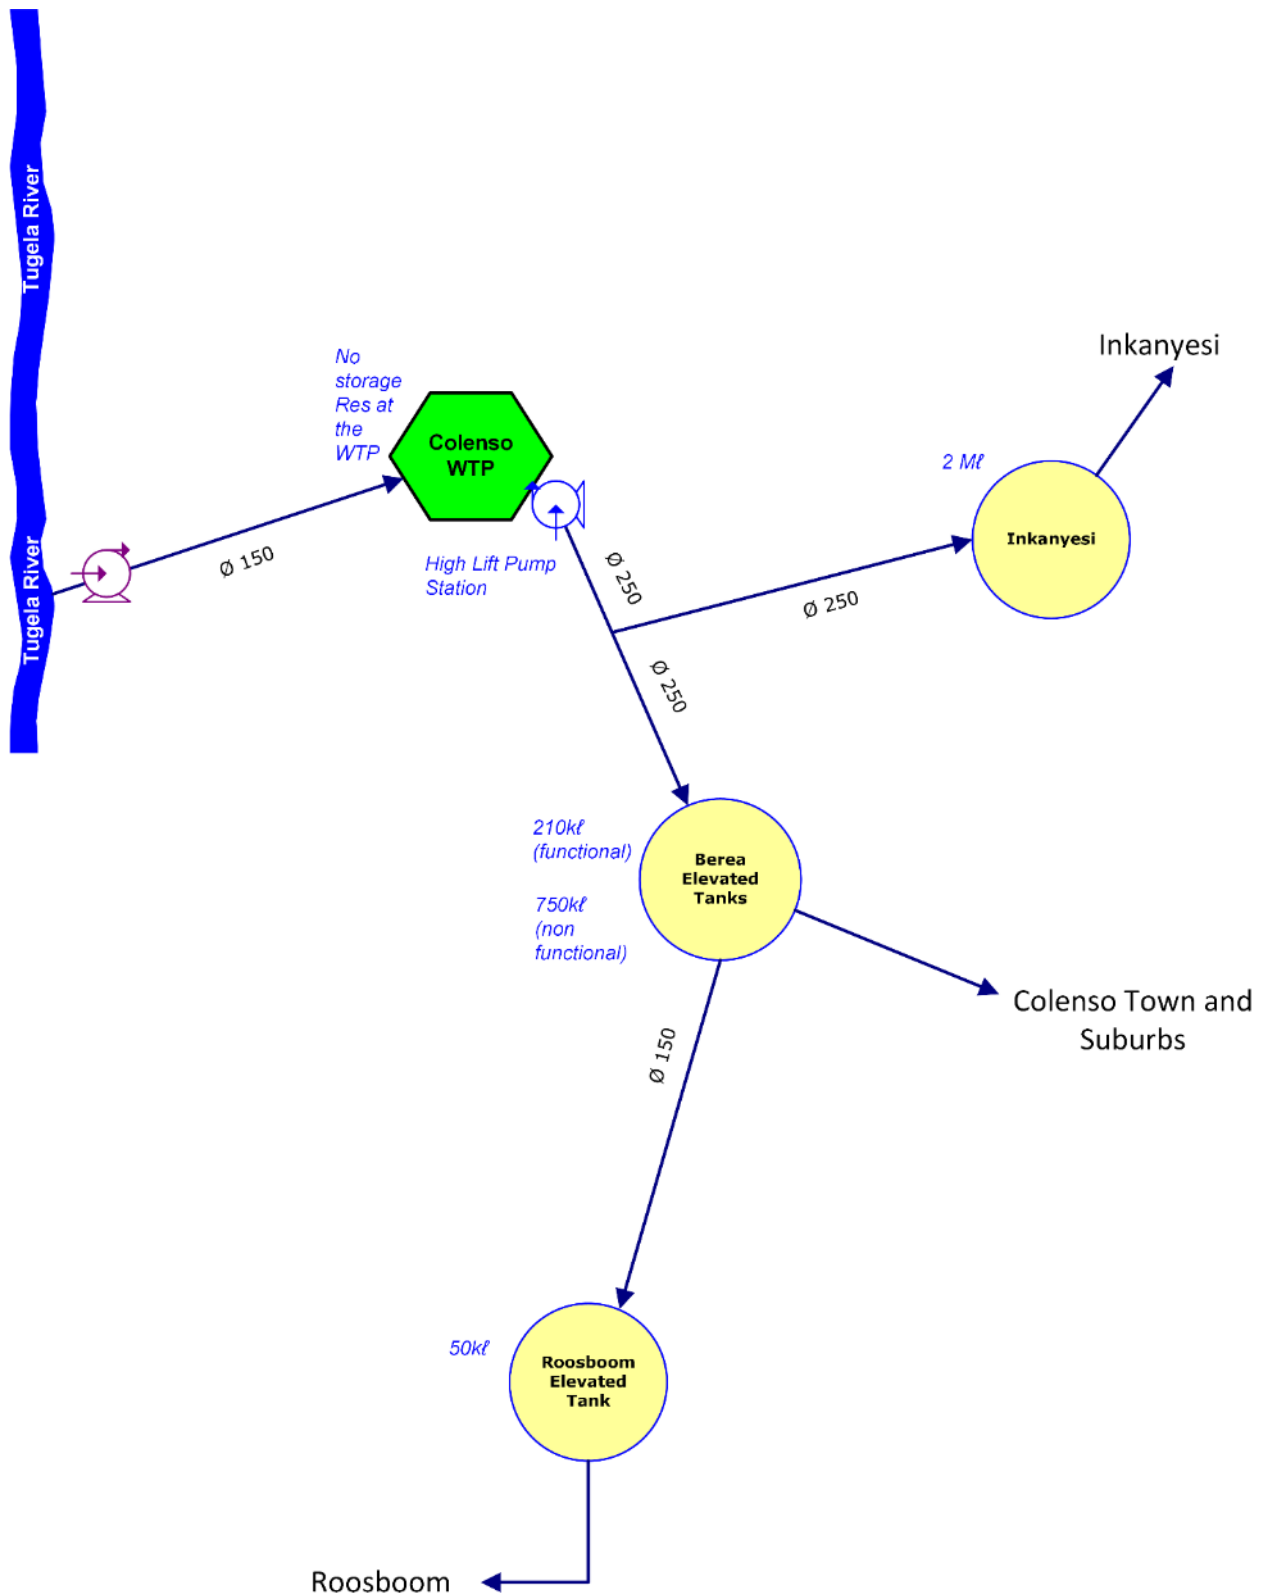 Tugela River
Tugela River
No
storage
Res at
the
WTP
Colenso
WTP
Ø 150
High Lift Pump
Station
Ø 250
Ø 250
Ø 250
Inkanyesi
2 Mℓ
Inkanyesi
210kℓ
(functional)
750kℓ
(non
functional)
Berea
Elevated
Tanks
Colenso Town and
Suburbs
Ø 150
50kℓ
Roosboom
Elevated
Tank
Roosboom